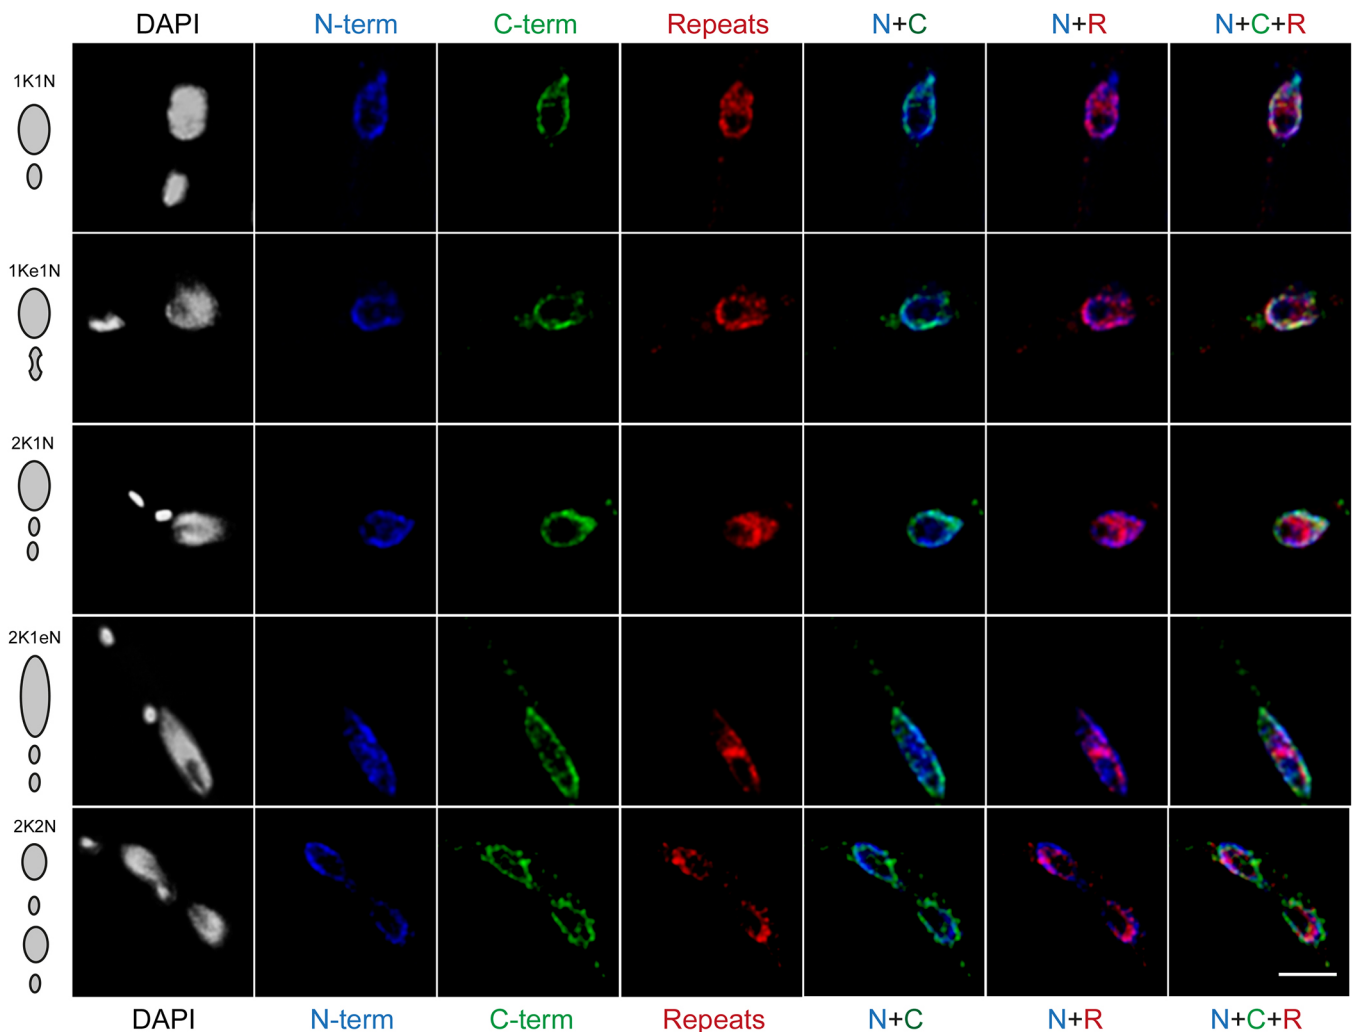 DAPI N-term C-term Repeats N+C N+R N+C+R
1K1N
1Ke1N
2K1N
2K1eN
2K2N
DAPI N-term C-term Repeats N+C N+R N+C+R